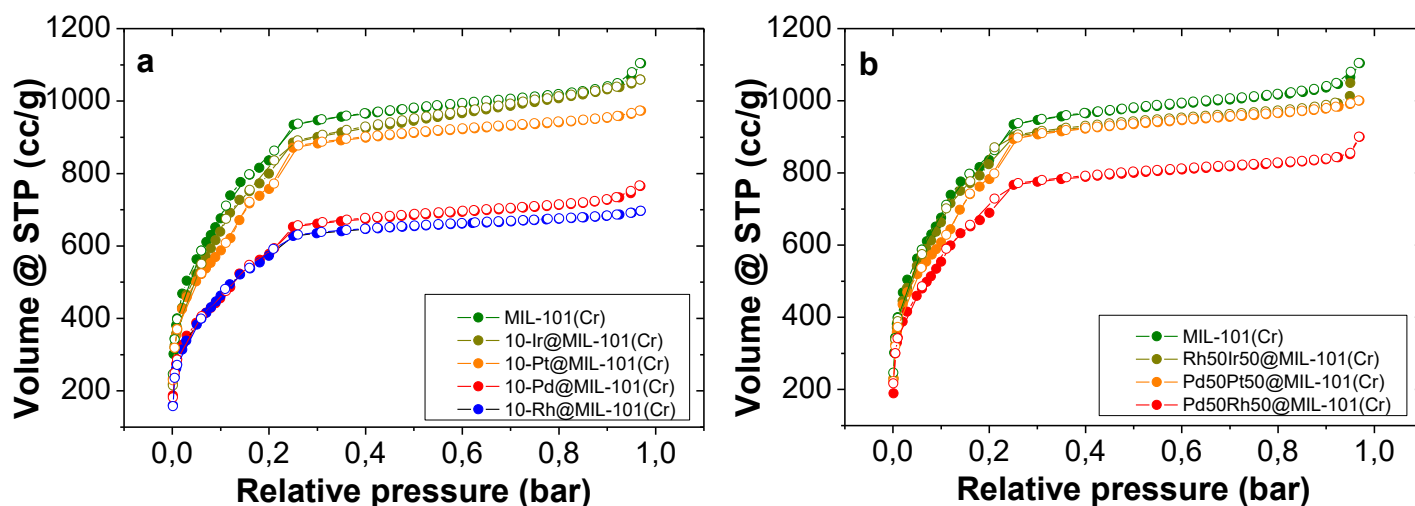 a
Volume @ STP (cc/g)
1200
1000
800
600
400
200
MIL-101(Cr)
10-Ir@MIL-101(Cr)
10-Pt@MIL-101(Cr)
10-Pd@MIL-101(Cr)
10-Rh@MIL-101(Cr)
0,0 0,2 0,4 0,6 0,8 1,0
Relative pressure (bar)
b
Volume @ STP (cc/g)
1200
1000
800
600
400
200
MIL-101(Cr)
Rh50Ir50@MIL-101(Cr)
Pd50Pt50@MIL-101(Cr)
Pd50Rh50@MIL-101(Cr)
0,0 0,2 0,4 0,6 0,8 1,0
Relative pressure (bar)